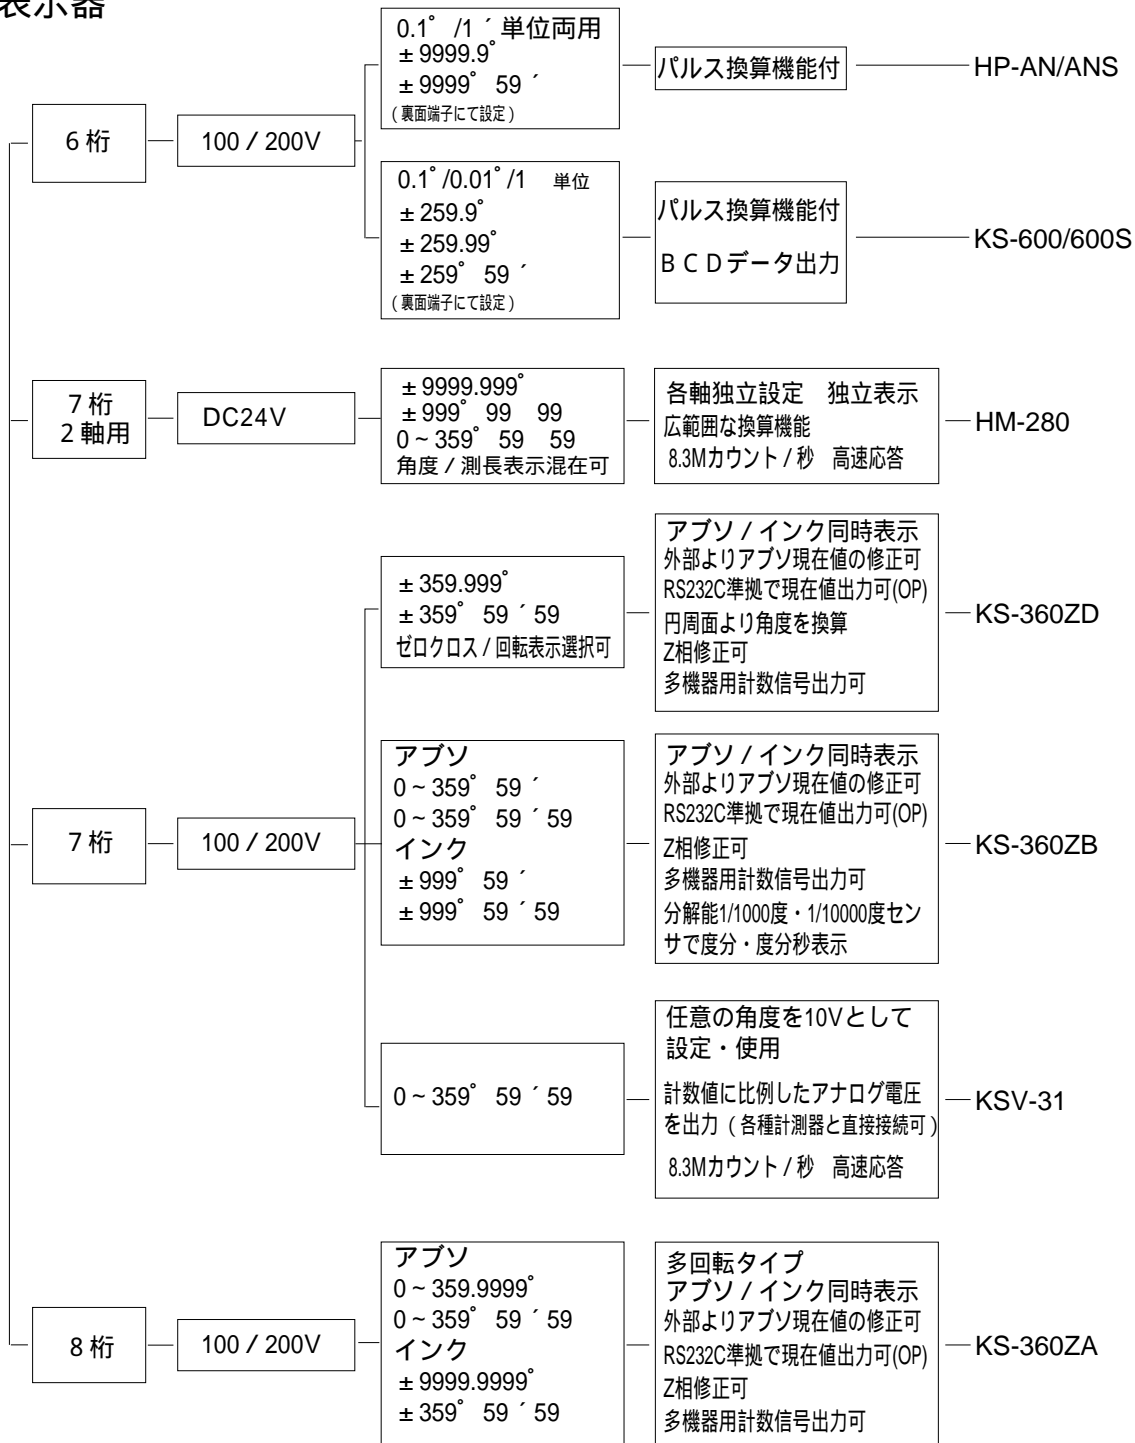 表示器
6 桁
100 / 200V
0.1° /1 ´ 単位両用
± 9999.9°
± 9999° 59 ´
( 裏面端子にて設定 )
パルス換算機能付
HP-AN/ANS
0.1° /0.01° /1 単位
± 259.9°
± 259.99°
± 259° 59 ´
( 裏面端子にて設定 )
パルス換算機能付
B C D データ出力
KS-600/600S
7 桁
2 軸用
DC24V
± 9999.999°
± 999° 99 99
0 ~ 359° 59 59
角度 / 測長表示混在可
各軸独立設定 独立表示
広範囲な換算機能
8.3Mカウント / 秒 高速応答
HM-280
7 桁
100 / 200V
± 359.999°
± 359° 59 ´ 59
ゼロクロス / 回転表示選択可
アブソ / インク同時表示
外部よりアブソ現在値の修正可
RS232C準拠で現在値出力可(OP)
円周面より角度を換算
Z相修正可
多機器用計数信号出力可
KS-360ZD
アブソ
0 ~ 359° 59 ´
0 ~ 359° 59 ´ 59
インク
± 999° 59 ´
± 999° 59 ´ 59
アブソ / インク同時表示
外部よりアブソ現在値の修正可
RS232C準拠で現在値出力可(OP)
Z相修正可
多機器用計数信号出力可
分解能1/1000度・1/10000度セン
サで度分・度分秒表示
KS-360ZB
0 ~ 359° 59 ´ 59
任意の角度を10Vとして
設定・使用
計数値に比例したアナログ電圧
を出力 ( 各種計測器と直接接続可 )
8.3Mカウント / 秒 高速応答
KSV-31
8 桁
100 / 200V
アブソ
0 ~ 359.9999°
0 ~ 359° 59 ´ 59
インク
± 9999.9999°
± 359° 59 ´ 59
多回転タイプ
アブソ / インク同時表示
外部よりアブソ現在値の修正可
RS232C準拠で現在値出力可(OP)
Z相修正可
多機器用計数信号出力可
KS-360ZA